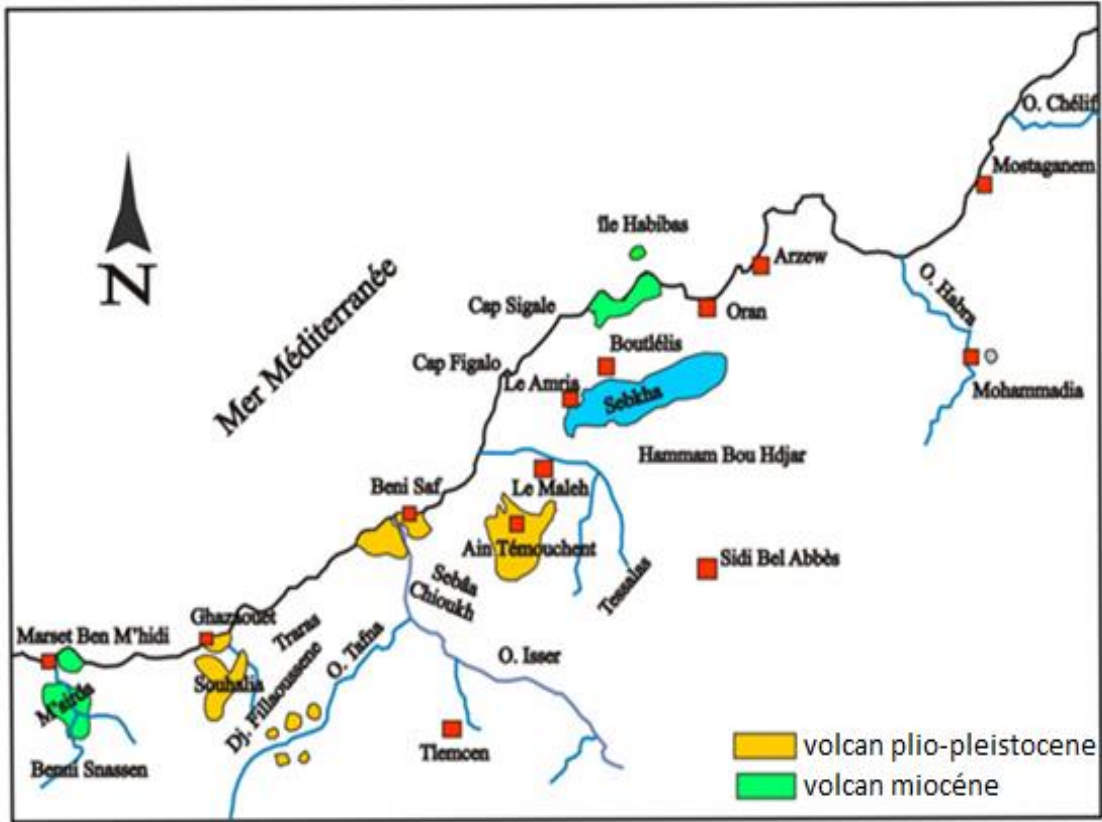 O. Chélif
Mostaganem
île Habibas
Arzew
N
Mer Méditerranée
Cap Sigale
Oran
O. Habra
Boutlélis
Cap Figalo
Le Amria
Sebkha
Mohammadia
Hammam Bou Hdjar
Beni Saf
Le Maleh
Ain Témouchent
Sidi Bel Abbès
Sebâa
Chioukh
Tessalas
Ghazaouet
Traras
Marset Ben M'hidi
O. Tafna
O. Isser
Souhalia
M'sirda
Dj. Fillaoussene
Tlemcen
Benni Snassen
volcan plio-pleistocene
volcan miocéne